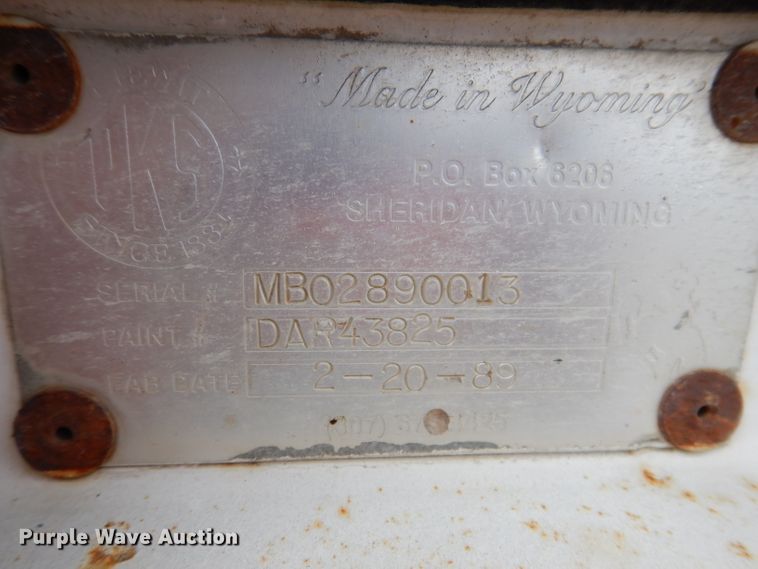 "Made in Wyoming"
P.O. Box 6206
SHERIDAN, WYOMING
SINCE 1881
SERIAL # MB02890013
PAINT # DAR43825
FAB DATE 2-20-89
(307)
Purple Wave Auction